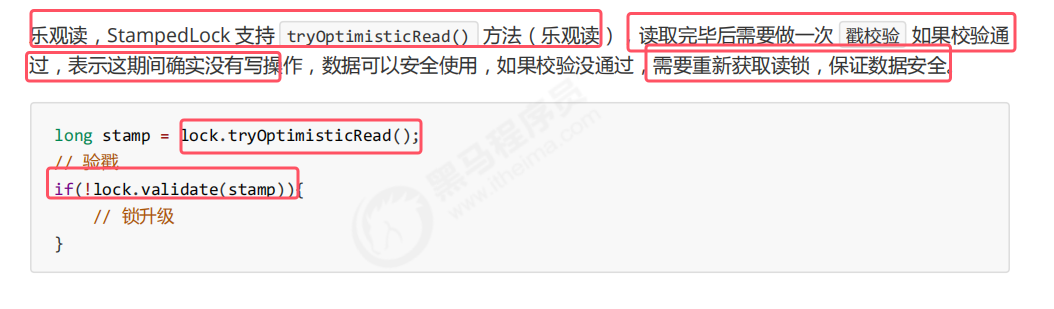 乐观读，StampedLock 支持 tryOptimisticRead() 方法（乐观读），读取完毕后需要做一次 戳校验 如果校验通
过，表示这期间确实没有写操作，数据可以安全使用，如果校验没通过，需要重新获取读锁，保证数据安全。
long stamp = lock.tryOptimisticRead();
// 验戳
if(!lock.validate(stamp)){
// 锁升级
}
黑马程序员
www.itheima.com